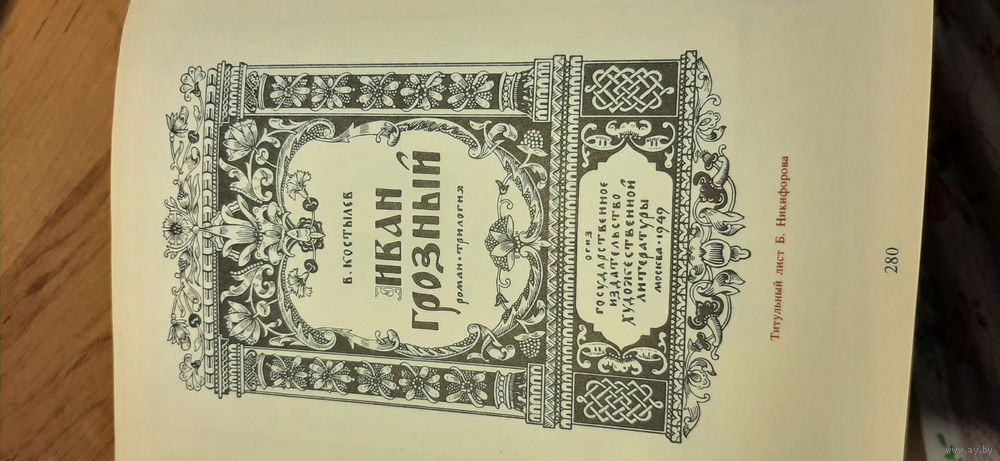 В. КОСТЫЛЕВ
ИВАН
ГРОЗНЫЙ
роман • трилогия
ОГИЗ
ГОСУДАРСТВЕННОЕ
ИЗДАТЕЛЬСТВО
ХУДОЖЕСТВЕННОЙ
ЛИТЕРАТУРЫ
МОСКВА • 1949
Титульный лист Б. Никифорова
280
www.ay.by